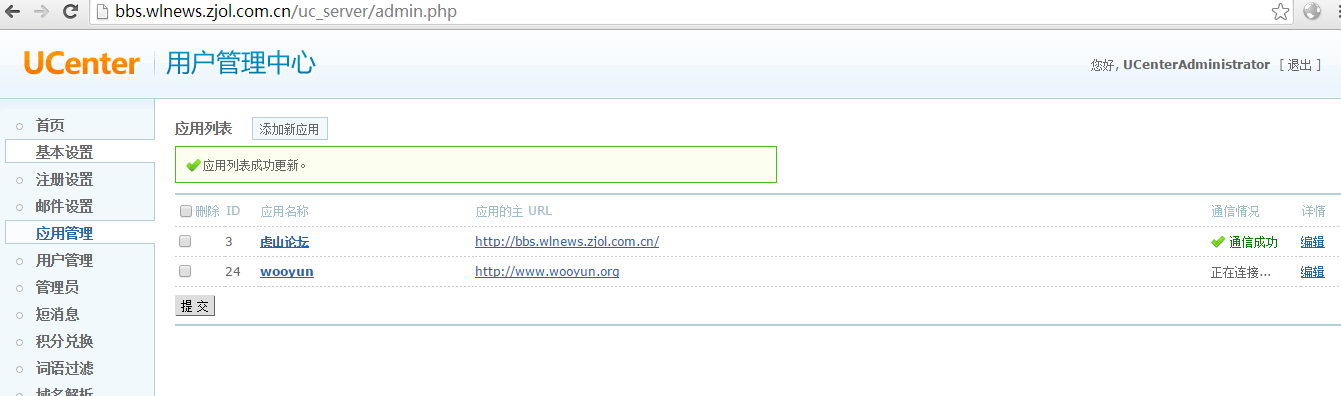 bbs.wlnews.zjol.com.cn/uc_server/admin.php
UCenter 用户管理中心
您好, UCenterAdministrator [ 退出 ]
首页
基本设置
注册设置
邮件设置
应用管理
用户管理
管理员
短消息
积分兑换
词语过滤
域名解析
应用列表 添加新应用
应用列表成功更新。
删除 ID 应用名称 应用的主 URL 通信情况 详情
3 虎山论坛 http://bbs.wlnews.zjol.com.cn/ 通信成功 编辑
24 wooyun http://www.wooyun.org 正在连接... 编辑
提 交